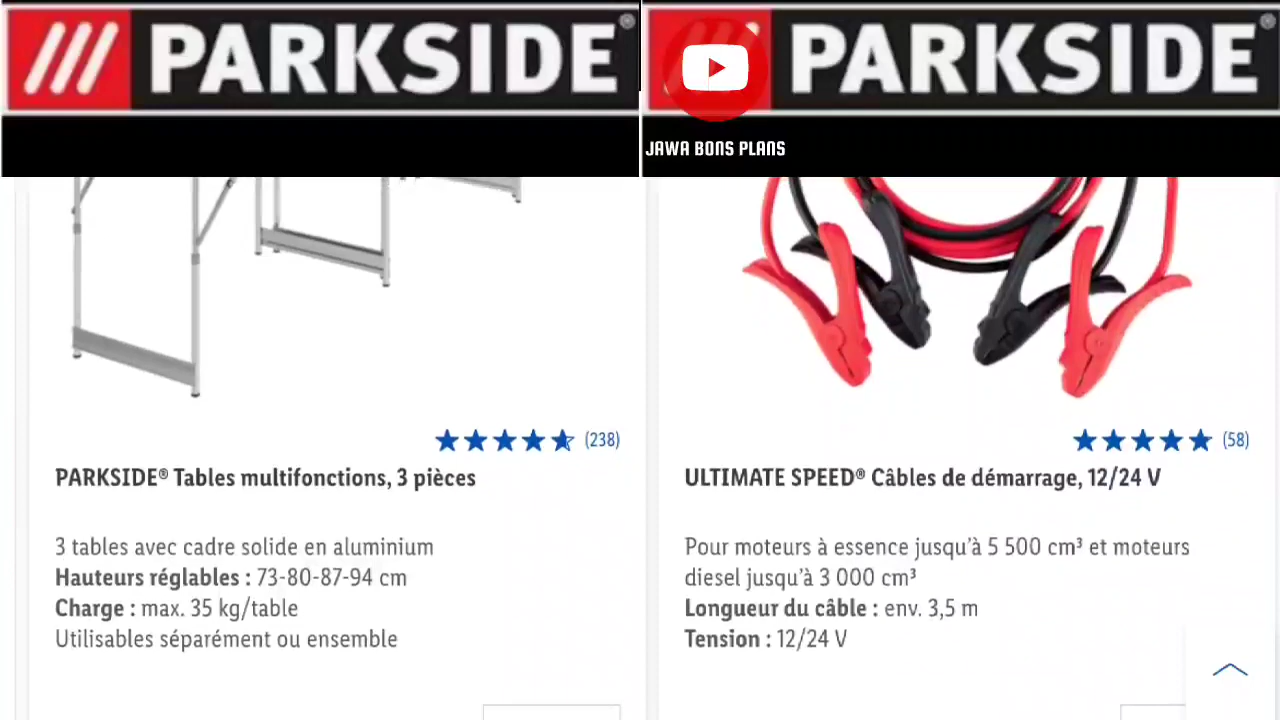 PARKSIDE®
PARKSIDE®
JAWA BONS PLANS
(238)
PARKSIDE® Tables multifonctions, 3 pièces
3 tables avec cadre solide en aluminium
Hauteurs réglables : 73-80-87-94 cm
Charge : max. 35 kg/table
Utilisables séparément ou ensemble
(58)
ULTIMATE SPEED® Câbles de démarrage, 12/24 V
Pour moteurs à essence jusqu'à 5 500 cm³ et moteurs
diesel jusqu'à 3 000 cm³
Longueur du câble : env. 3,5 m
Tension : 12/24 V